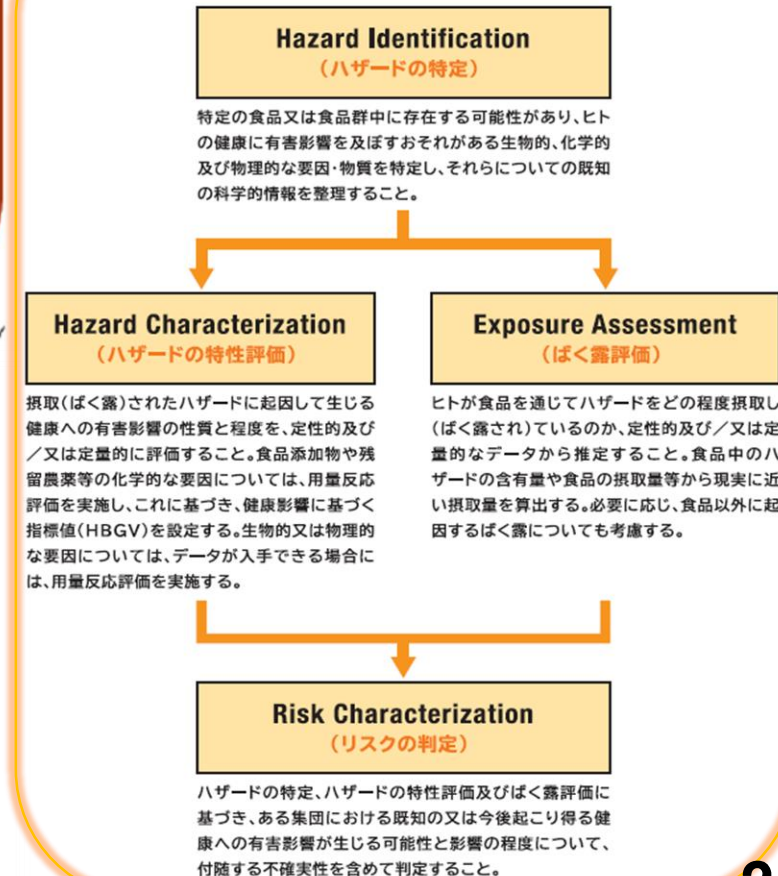 Hazard Identification
（ハザードの特定）
特定の食品又は食品群中に存在する可能性があり、ヒト
の健康に有害影響を及ぼすおそれがある生物的、化学的
及び物理的な要因・物質を特定し、それらについての既知
の科学的情報を整理すること。
Hazard Characterization
（ハザードの特性評価）
摂取（ばく露）されたハザードに起因して生じる
健康への有害影響の性質と程度を、定性的及び
／又は定量的に評価すること。食品添加物や残
留農薬等の化学的な要因については、用量反応
評価を実施し、これに基づき、健康影響に基づく
指標値（HBGV）を設定する。生物的又は物理的
な要因については、データが入手できる場合に
は、用量反応評価を実施する。
Exposure Assessment
（ばく露評価）
ヒトが食品を通じてハザードをどの程度摂取し
（ばく露され）ているのか、定性的及び／又は定
量的なデータから推定すること。食品中のハ
ザードの含有量や食品の摂取量等から現実に近
い摂取量を算出する。必要に応じ、食品以外に起
因するばく露についても考慮する。
Risk Characterization
（リスクの判定）
ハザードの特定、ハザードの特性評価及びばく露評価に
基づき、ある集団における既知の又は今後起こり得る健
康への有害影響が生じる可能性と影響の程度について、
付随する不確実性を含めて判定すること。